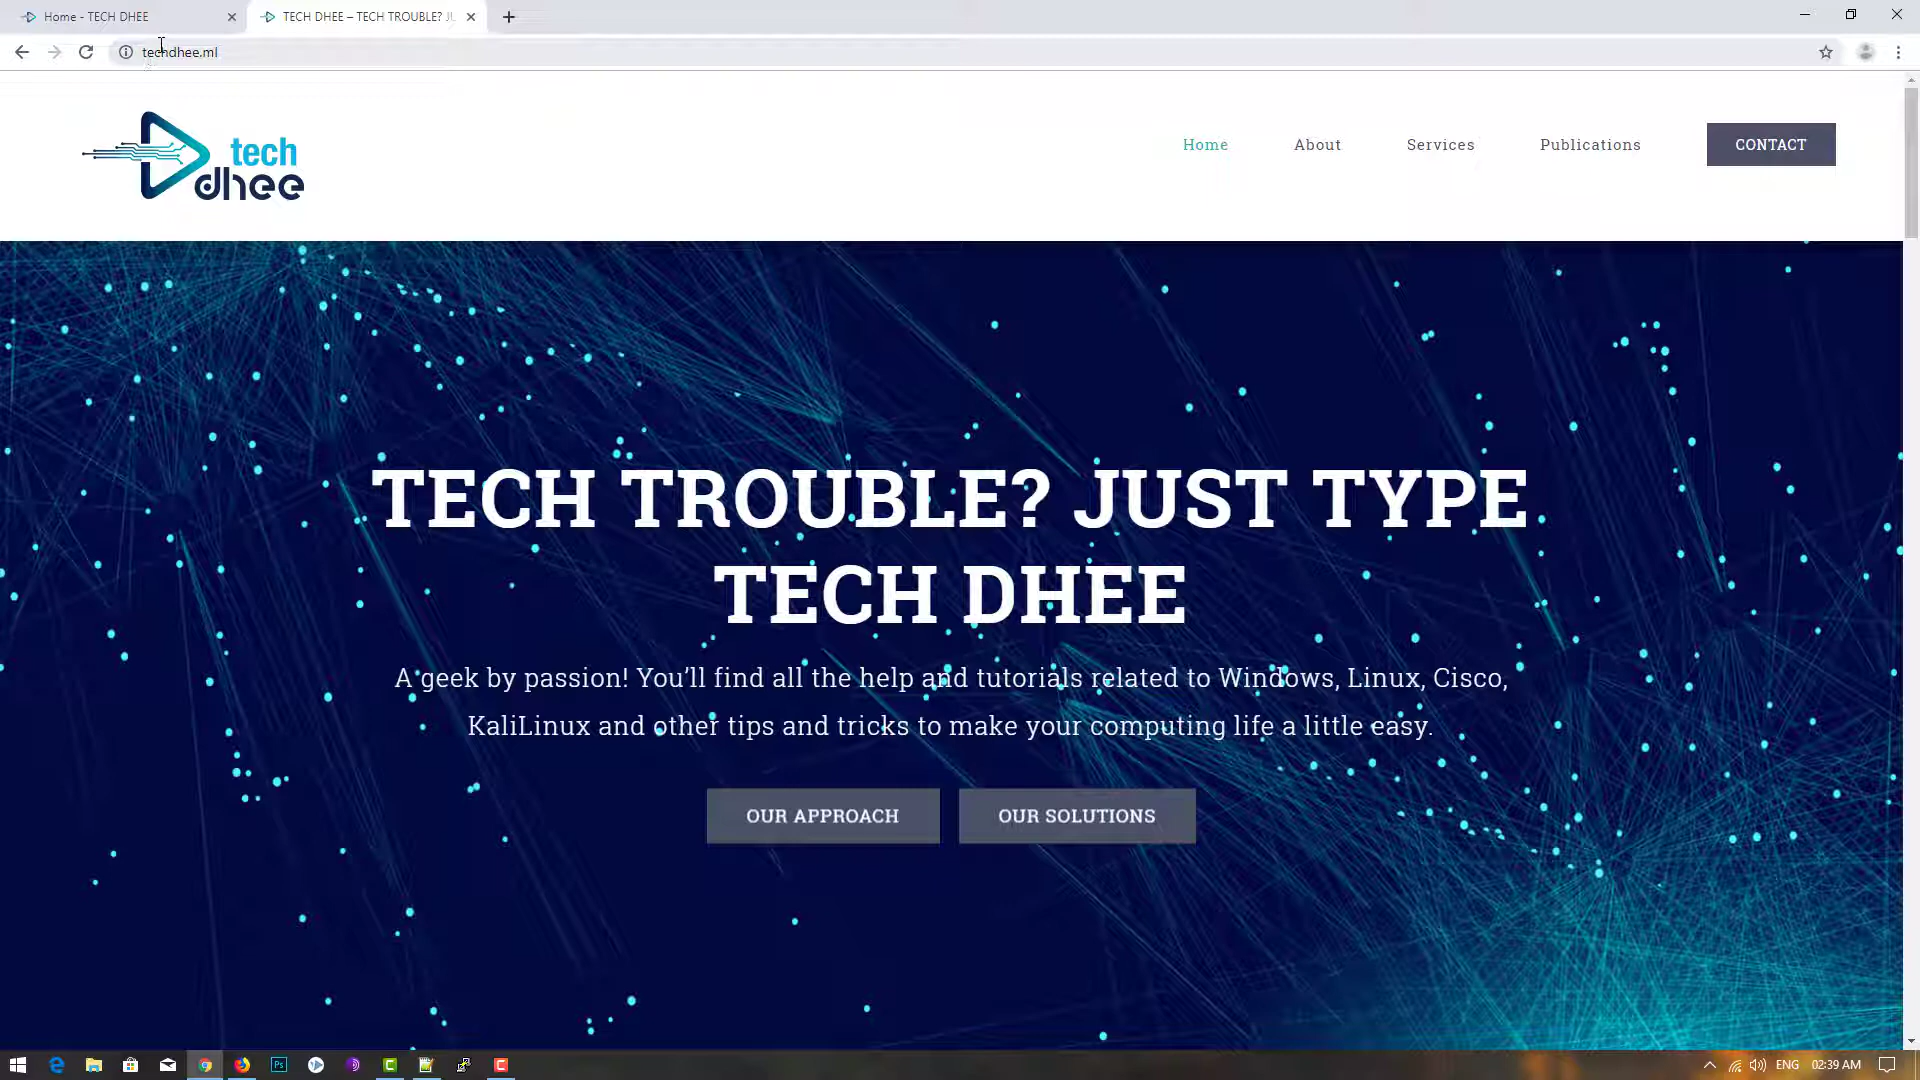 Home - TECH DHEE
TECH DHEE – TECH TROUBLE? JU
techdhee.ml
tech
dhee
Home
About
Services
Publications
CONTACT
TECH TROUBLE? JUST TYPE
TECH DHEE
A geek by passion! You’ll find all the help and tutorials related to Windows, Linux, Cisco,
KaliLinux and other tips and tricks to make your computing life a little easy.
OUR APPROACH
OUR SOLUTIONS
Ps
ENG
02:39 AM